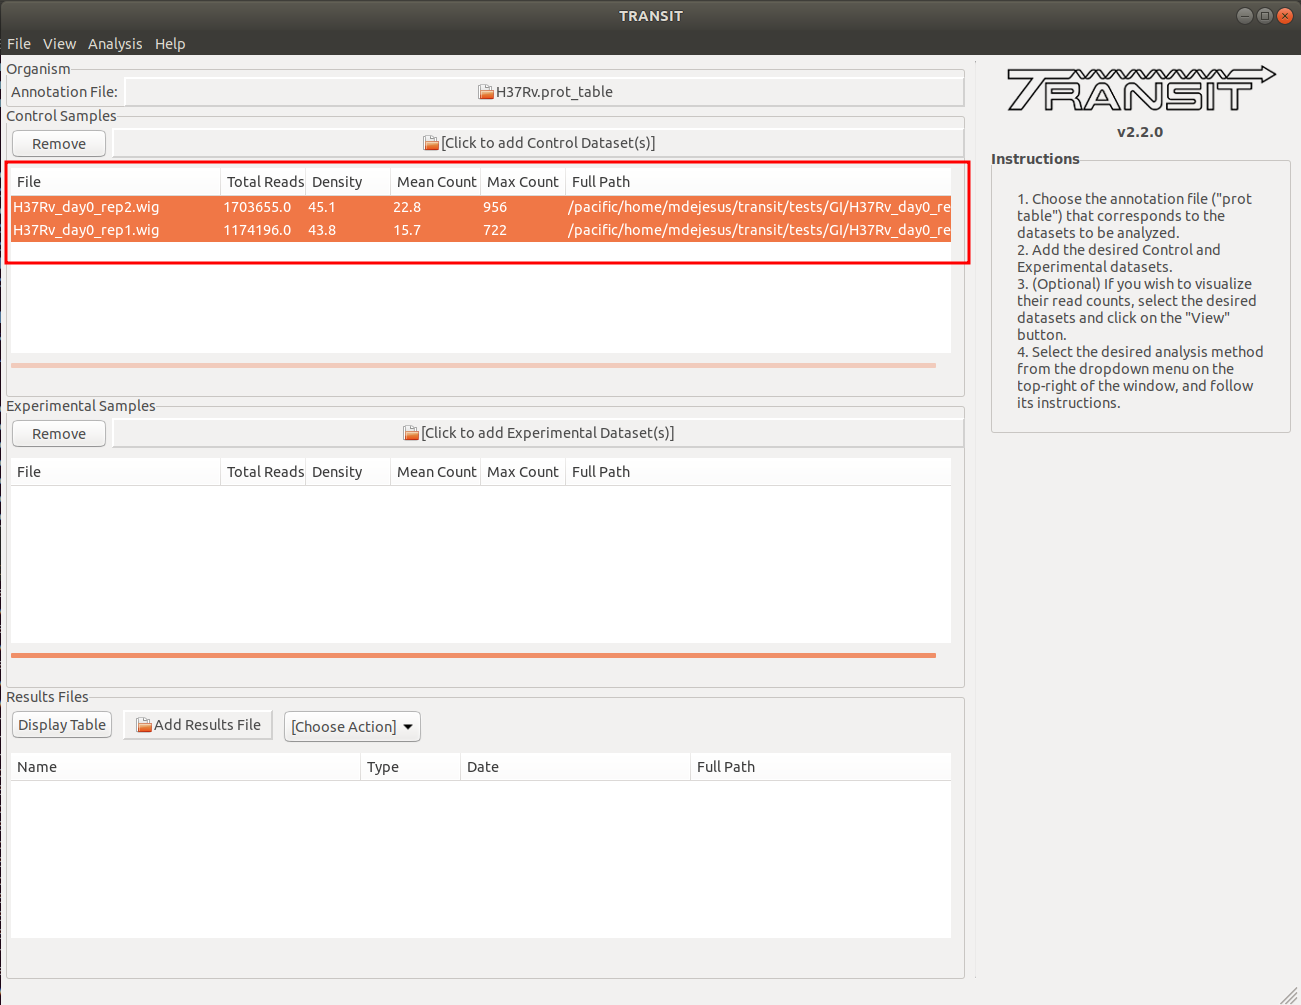 TRANSIT
File View Analysis Help
Organism
Annotation File: H37Rv.prot_table
Control Samples
Remove [Click to add Control Dataset(s)]
File Total Reads Density Mean Count Max Count Full Path
H37Rv_day0_rep2.wig 1703655.0 45.1 22.8 956 /pacific/home/mdejesus/transit/tests/GI/H37Rv_day0_re
H37Rv_day0_rep1.wig 1174196.0 43.8 15.7 722 /pacific/home/mdejesus/transit/tests/GI/H37Rv_day0_re
Experimental Samples
Remove [Click to add Experimental Dataset(s)]
File Total Reads Density Mean Count Max Count Full Path
Results Files
Display Table Add Results File [Choose Action]
Name Type Date Full Path
TRANSIT
v2.2.0
Instructions
1. Choose the annotation file ("prot
table") that corresponds to the
datasets to be analyzed.
2. Add the desired Control and
Experimental datasets.
3. (Optional) If you wish to visualize
their read counts, select the desired
datasets and click on the "View"
button.
4. Select the desired analysis method
from the dropdown menu on the
top-right of the window, and follow
its instructions.